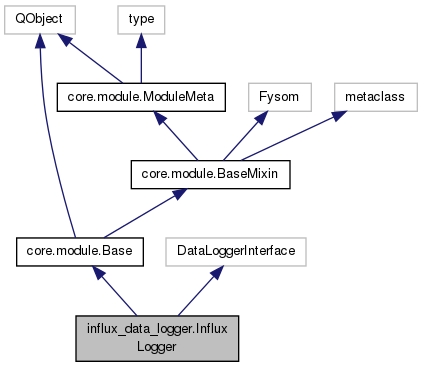 QObject
type
core.module.ModuleMeta
Fysom
metaclass
core.module.BaseMixin
core.module.Base
DataLoggerInterface
influx_data_logger.Influx
Logger